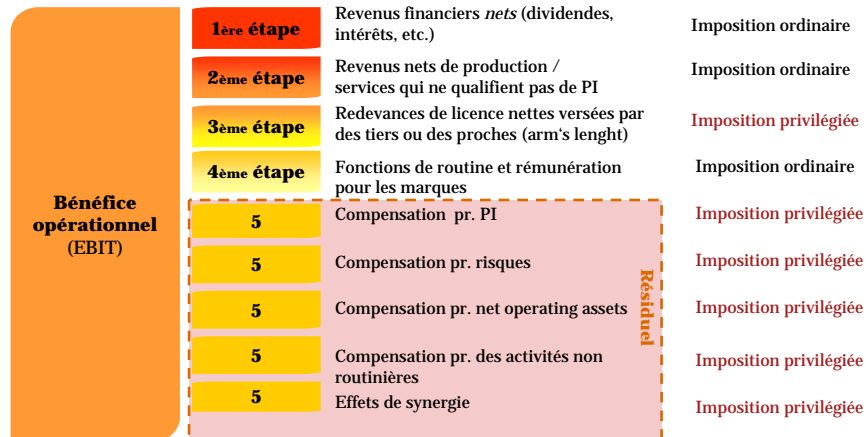 Bénéfice
opérationnel
(EBIT)
1ère étape
Revenus financiers nets (dividendes,
intérêts, etc.)
Imposition ordinaire
2ème étape
Revenus nets de production /
services qui ne qualifient pas de PI
Imposition ordinaire
3ème étape
Redevances de licence nettes versées par
des tiers ou des proches (arm's lenght)
Imposition privilégiée
4ème étape
Fonctions de routine et rémunération
pour les marques
Imposition ordinaire
5
Compensation pr. PI
Imposition privilégiée
5
Compensation pr. risques
Imposition privilégiée
5
Compensation pr. net operating assets
Imposition privilégiée
5
Compensation pr. des activités non
routinières
Imposition privilégiée
5
Effets de synergie
Imposition privilégiée
Résiduel